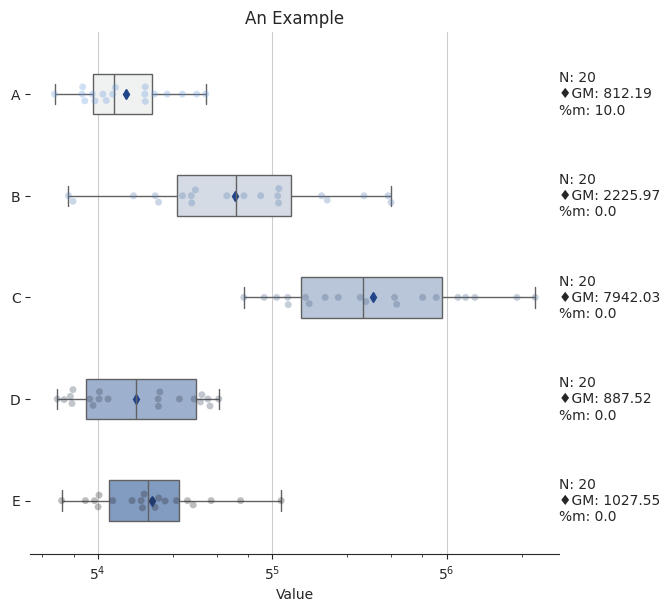 An Example
A
N: 20
♦GM: 812.19
%m: 10.0
B
N: 20
♦GM: 2225.97
%m: 0.0
C
N: 20
♦GM: 7942.03
%m: 0.0
D
N: 20
♦GM: 887.52
%m: 0.0
E
N: 20
♦GM: 1027.55
%m: 0.0
5⁴ 5⁵ 5⁶
Value